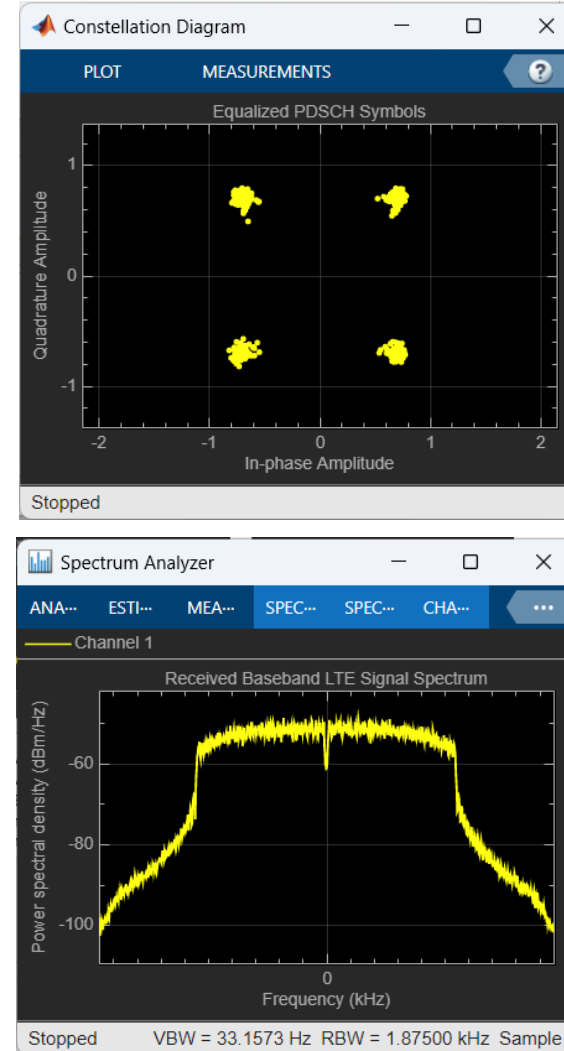 Constellation Diagram
PLOT MEASUREMENTS ?
Equalized PDSCH Symbols
Quadrature Amplitude
1
0
-1
-2 -1 0 1 2
In-phase Amplitude
Stopped
Spectrum Analyzer
ANA... ESTI... MEA... SPEC... SPEC... CHA... ...
Channel 1
Received Baseband LTE Signal Spectrum
Power spectral density (dBm/Hz)
-60
-80
-100
0
Frequency (kHz)
Stopped VBW = 33.1573 Hz RBW = 1.87500 kHz Sample